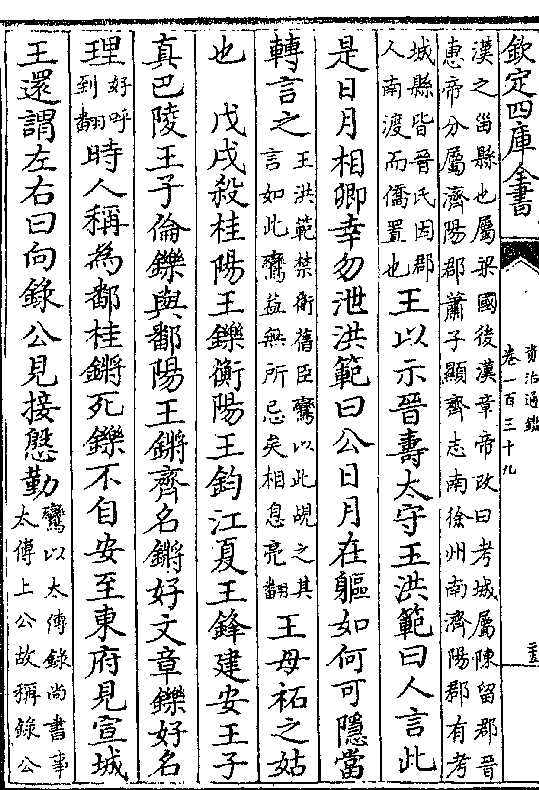 欽定四庫全書
資治通鑑
卷一百三十九
漢之甾縣也屬梁國後漢章帝改曰考城屬陳留郡晉
惠帝分屬濟陽郡蕭子顯齊志南徐州南濟陽郡有考
城縣皆晉氏因郡
人南渡而僑置也
王以示晉壽太守王洪範曰人言此
是日月相卿幸勿泄洪範曰公日月在軀如何可隱當
轉言之
王洪範禁衛舊臣鸞以此覘之其
言如此鸞益無所忌矣相息亮翻
王母祏之姑
也 戊戌殺桂陽王鑠衡陽王鈞江夏王鋒建安王子
真巴陵王子倫鑠與鄱陽王鏘齊名鏘好文章鑠好名
理
好呼
到翻
時人稱為鄱桂鏘死鑠不自安至東府見宣城
王還謂左右曰向錄公見接慇勤
鸞以太傅錄尚書事
太傅上公故稱錄公